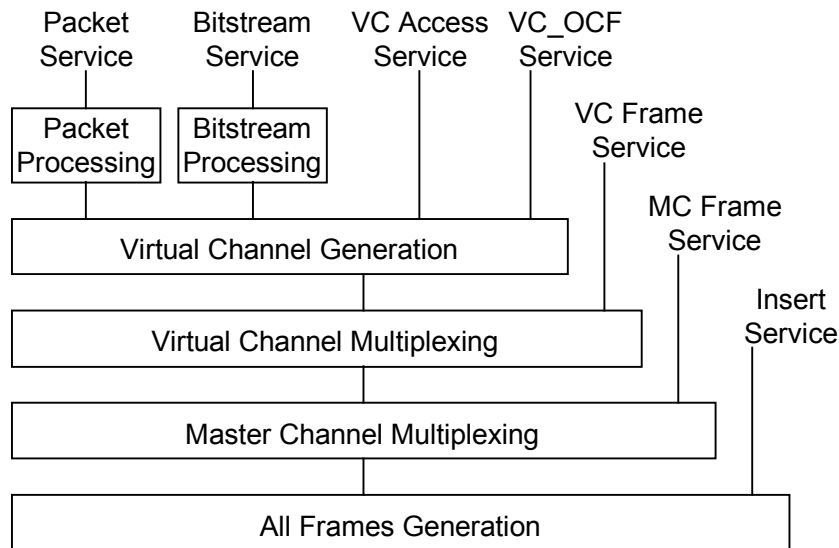 Packet
Service
Bitstream
Service
VC Access
Service
VC_OCF
Service
VC Frame
Service
Packet
Processing
Bitstream
Processing
MC Frame
Service
Virtual Channel Generation
Insert
Service
Virtual Channel Multiplexing
Master Channel Multiplexing
All Frames Generation